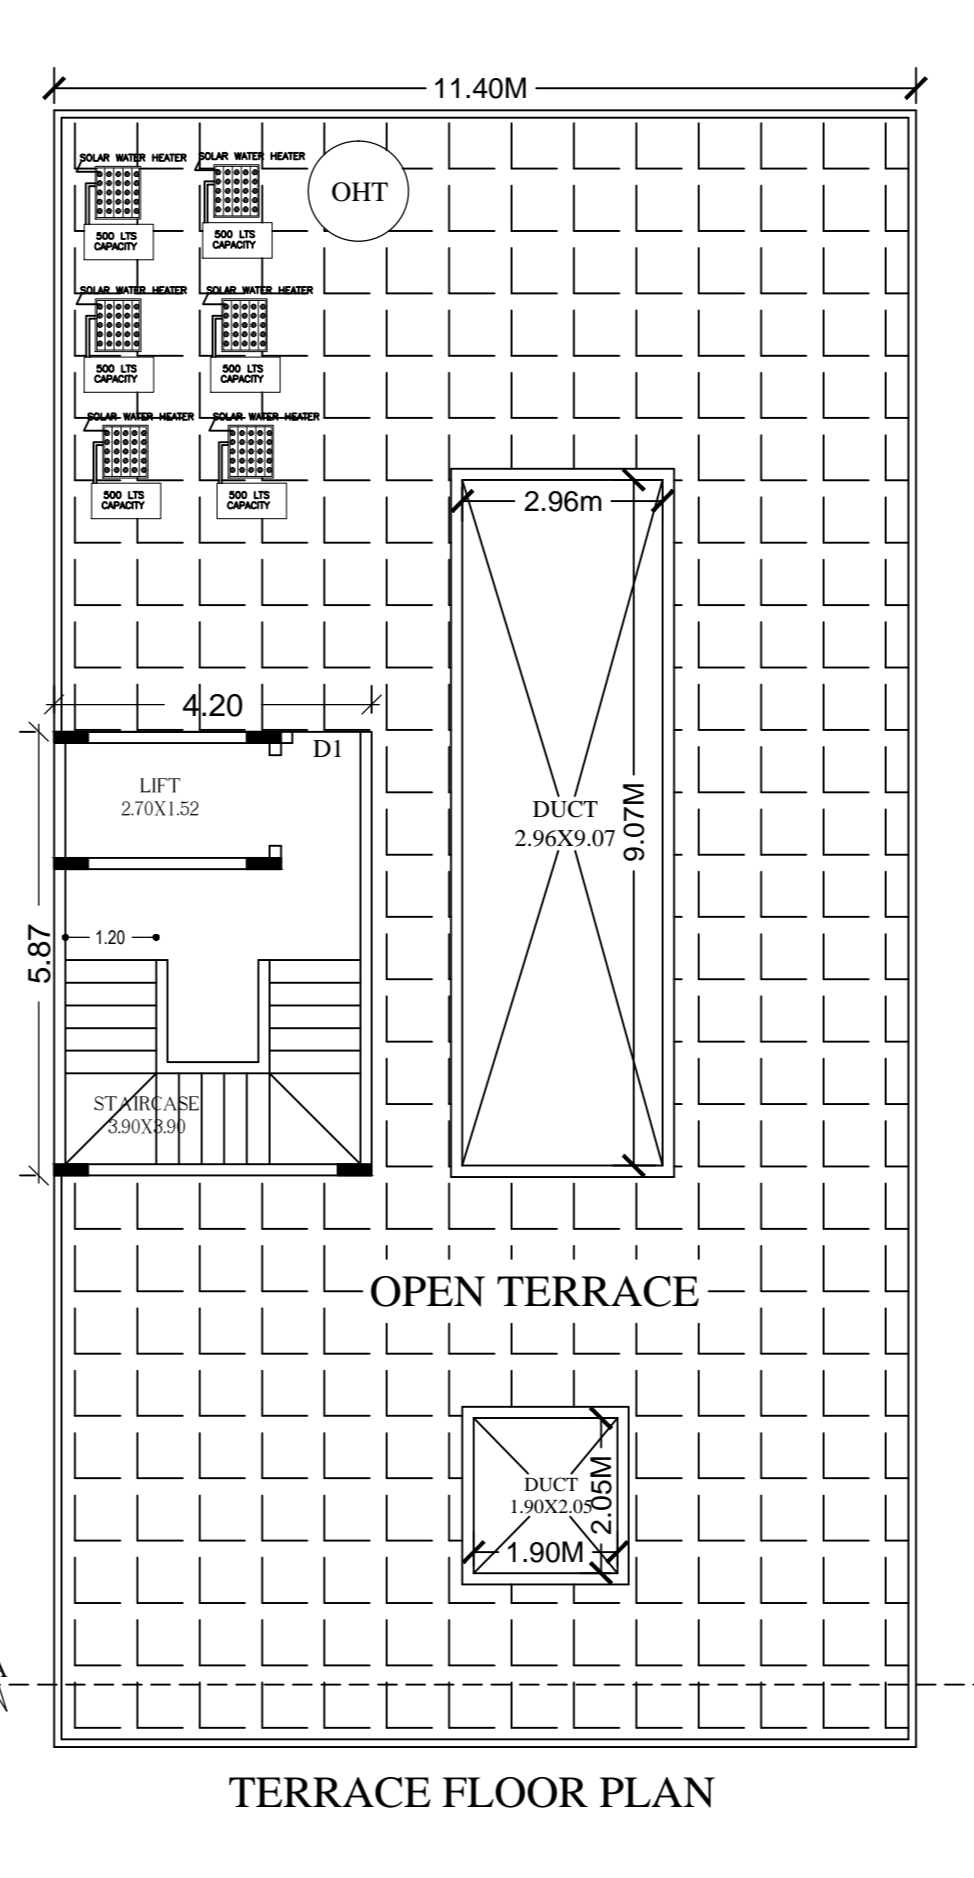 11.40M
SOLAR WATER HEATER
SOLAR WATER HEATER
OHT
500 LTS
CAPACITY
500 LTS
CAPACITY
SOLAR WATER HEATER
SOLAR WATER HEATER
500 LTS
CAPACITY
500 LTS
CAPACITY
SOLAR WATER HEATER
SOLAR WATER HEATER
500 LTS
CAPACITY
500 LTS
CAPACITY
2.96m
4.20
D1
LIFT
2.70X1.52
DUCT
2.96X9.07
9.07M
1.20
5.87
STAIRCASE
3.90X3.90
OPEN TERRACE
DUCT
1.90X2.05
2.05M
1.90M
TERRACE FLOOR PLAN